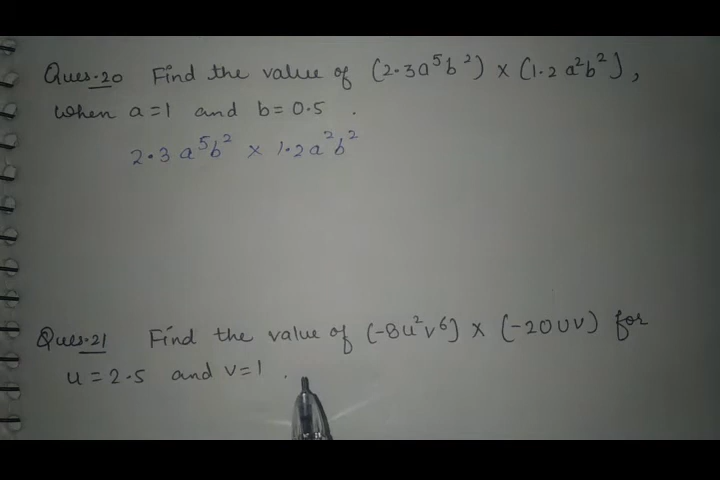 Ques.20 Find the value of (2.3a⁵b²) × (1.2 a²b²),
when a=1 and b=0.5 .
2.3 a⁵b² × 1.2a²b²
Ques.21 Find the value of (-8u²v⁶) × (-20uv) for
u = 2.5 and v=1 .